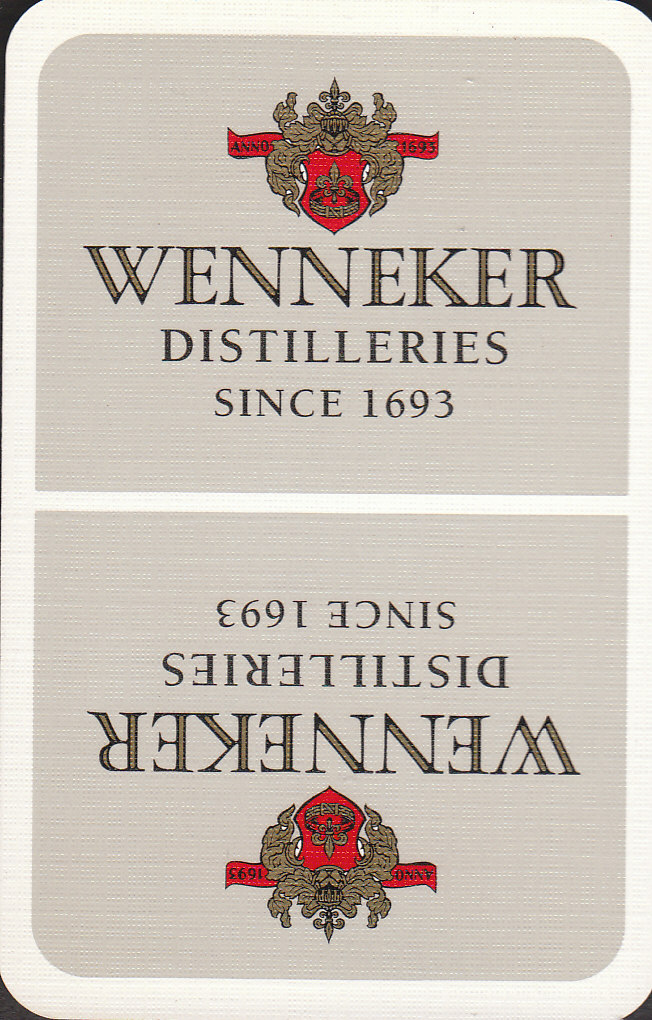 ANNO 1693
WENNEKER
DISTILLERIES
SINCE 1693
SINCE 1693
DISTILLERIES
WENNEKER
ANNO 1693